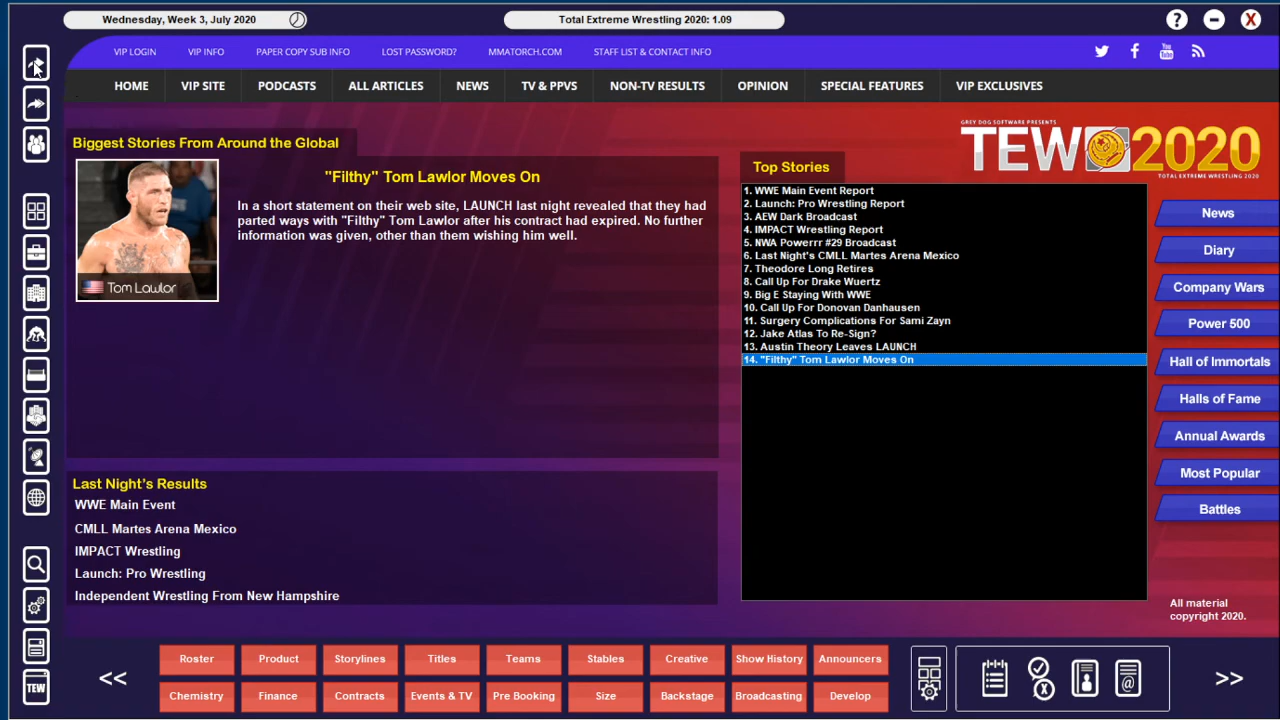 Wednesday, Week 3, July 2020
Total Extreme Wrestling 2020: 1.09
?
X
VIP LOGIN
VIP INFO
PAPER COPY SUB INFO
LOST PASSWORD?
MMATORCH.COM
STAFF LIST & CONTACT INFO
HOME
VIP SITE
PODCASTS
ALL ARTICLES
NEWS
TV & PPVS
NON-TV RESULTS
OPINION
SPECIAL FEATURES
VIP EXCLUSIVES
GREY DOG SOFTWARE PRESENTS
TEW 2020
TOTAL EXTREME WRESTLING 2020
Biggest Stories From Around the Global
"Filthy" Tom Lawlor Moves On
In a short statement on their web site, LAUNCH last night revealed that they had
parted ways with "Filthy" Tom Lawlor after his contract had expired. No further
information was given, other than them wishing him well.
Tom Lawlor
Top Stories
1. WWE Main Event Report
2. Launch: Pro Wrestling Report
3. AEW Dark Broadcast
4. IMPACT Wrestling Report
5. NWA Powerrr #29 Broadcast
6. Last Night's CMLL Martes Arena Mexico
7. Theodore Long Retires
8. Call Up For Drake Wuertz
9. Big E Staying With WWE
10. Call Up For Donovan Danhausen
11. Surgery Complications For Sami Zayn
12. Jake Atlas To Re-Sign?
13. Austin Theory Leaves LAUNCH
14. "Filthy" Tom Lawlor Moves On
News
Diary
Company Wars
Power 500
Hall of Immortals
Halls of Fame
Annual Awards
Most Popular
Battles
Last Night's Results
WWE Main Event
CMLL Martes Arena Mexico
IMPACT Wrestling
Launch: Pro Wrestling
Independent Wrestling From New Hampshire
All material
copyright 2020.
TEW
<<
Roster
Product
Storylines
Titles
Teams
Stables
Creative
Show History
Announcers
Chemistry
Finance
Contracts
Events & TV
Pre Booking
Size
Backstage
Broadcasting
Develop
>>